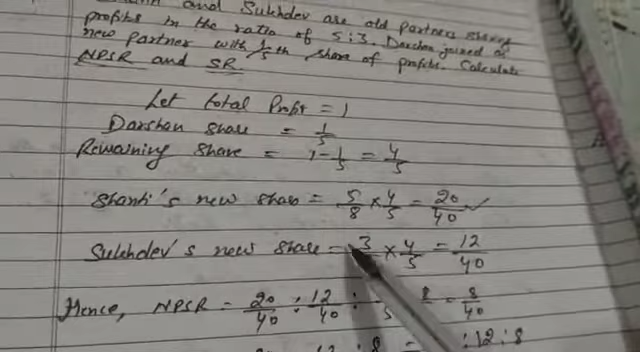 and Sukhdev are old partners sharing
profits in the ratio of 5:3. Darshan joined as
new partner with 1/5th share of profits. Calculate
NPSR and SR
Let total Profit = 1
Darshan share = 1/5
Remaining share = 1 - 1/5 = 4/5
Shanti's new share = 5/8 × 4/5 = 20/40 ✓
Sukhdev's new share = 3 × 4/5 = 12/40
Hence, NPSR = 20/40 : 12/40 : 8 = 8/40
12 : 8 = : 12 : 8